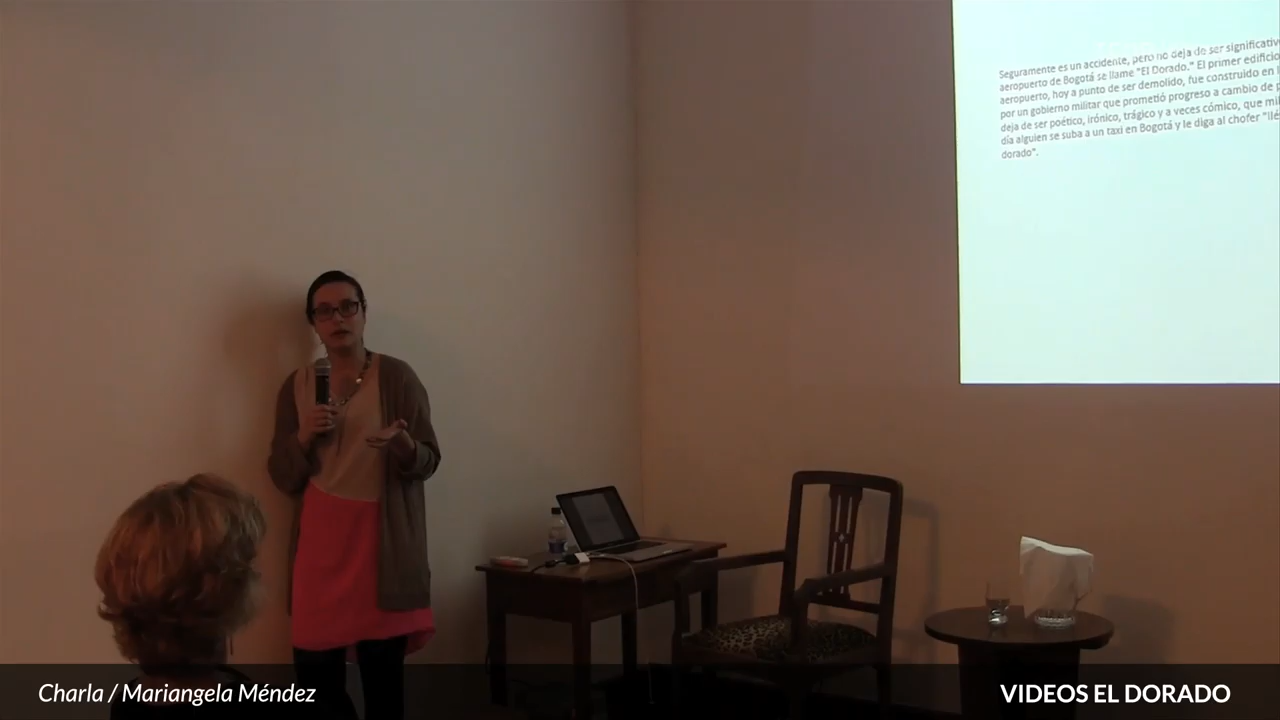 Seguramente es un accidente, pero no deja de ser significativ
aeropuerto de Bogotá se llame "El Dorado." El primer edificio
aeropuerto, hoy a punto de ser demolido, fue construido en l
por un gobierno militar que prometió progreso a cambio de p
deja de ser poético, irónico, trágico y a veces cómico, que mi
día alguien se suba a un taxi en Bogotá y le diga al chofer "llé
dorado".
Charla / Mariangela Méndez
VIDEOS EL DORADO